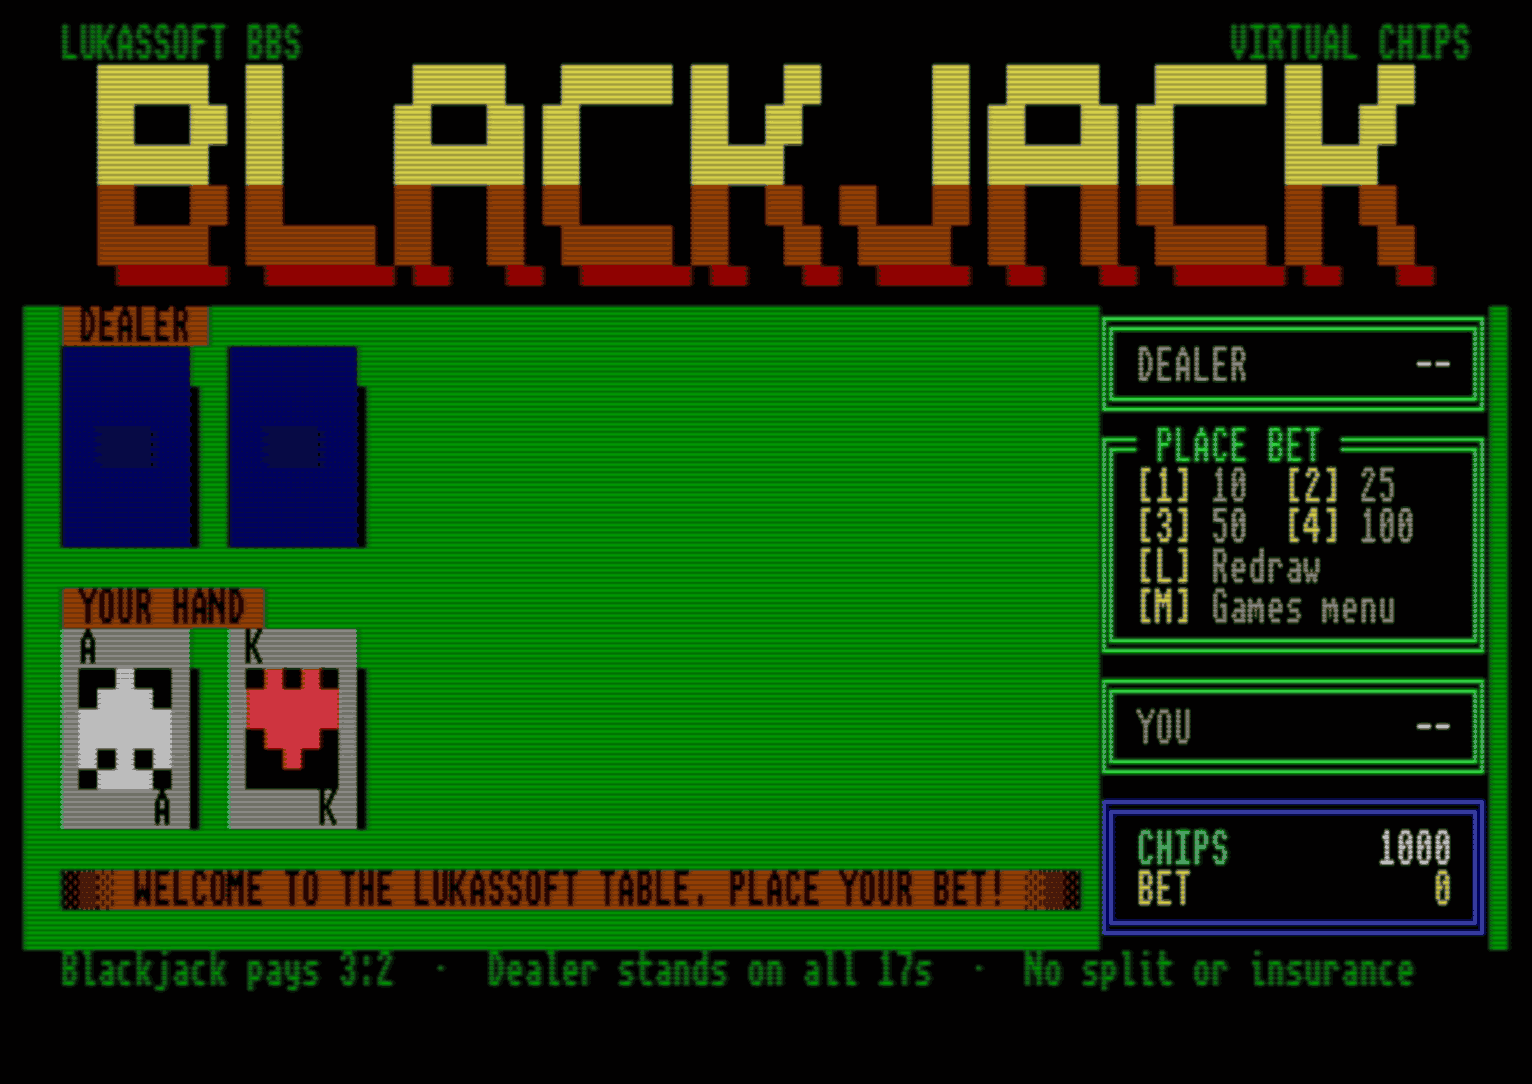 LUKASSOFT BBS
VIRTUAL CHIPS
BLACKJACK
DEALER
DEALER --
PLACE BET
[1] 10 [2] 25
[3] 50 [4] 100
[L] Redraw
[M] Games menu
YOUR HAND
A
K
A
K
YOU --
CHIPS 1000
BET 0
WELCOME TO THE LUKASSOFT TABLE. PLACE YOUR BET!
Blackjack pays 3:2 · Dealer stands on all 17s · No split or insurance